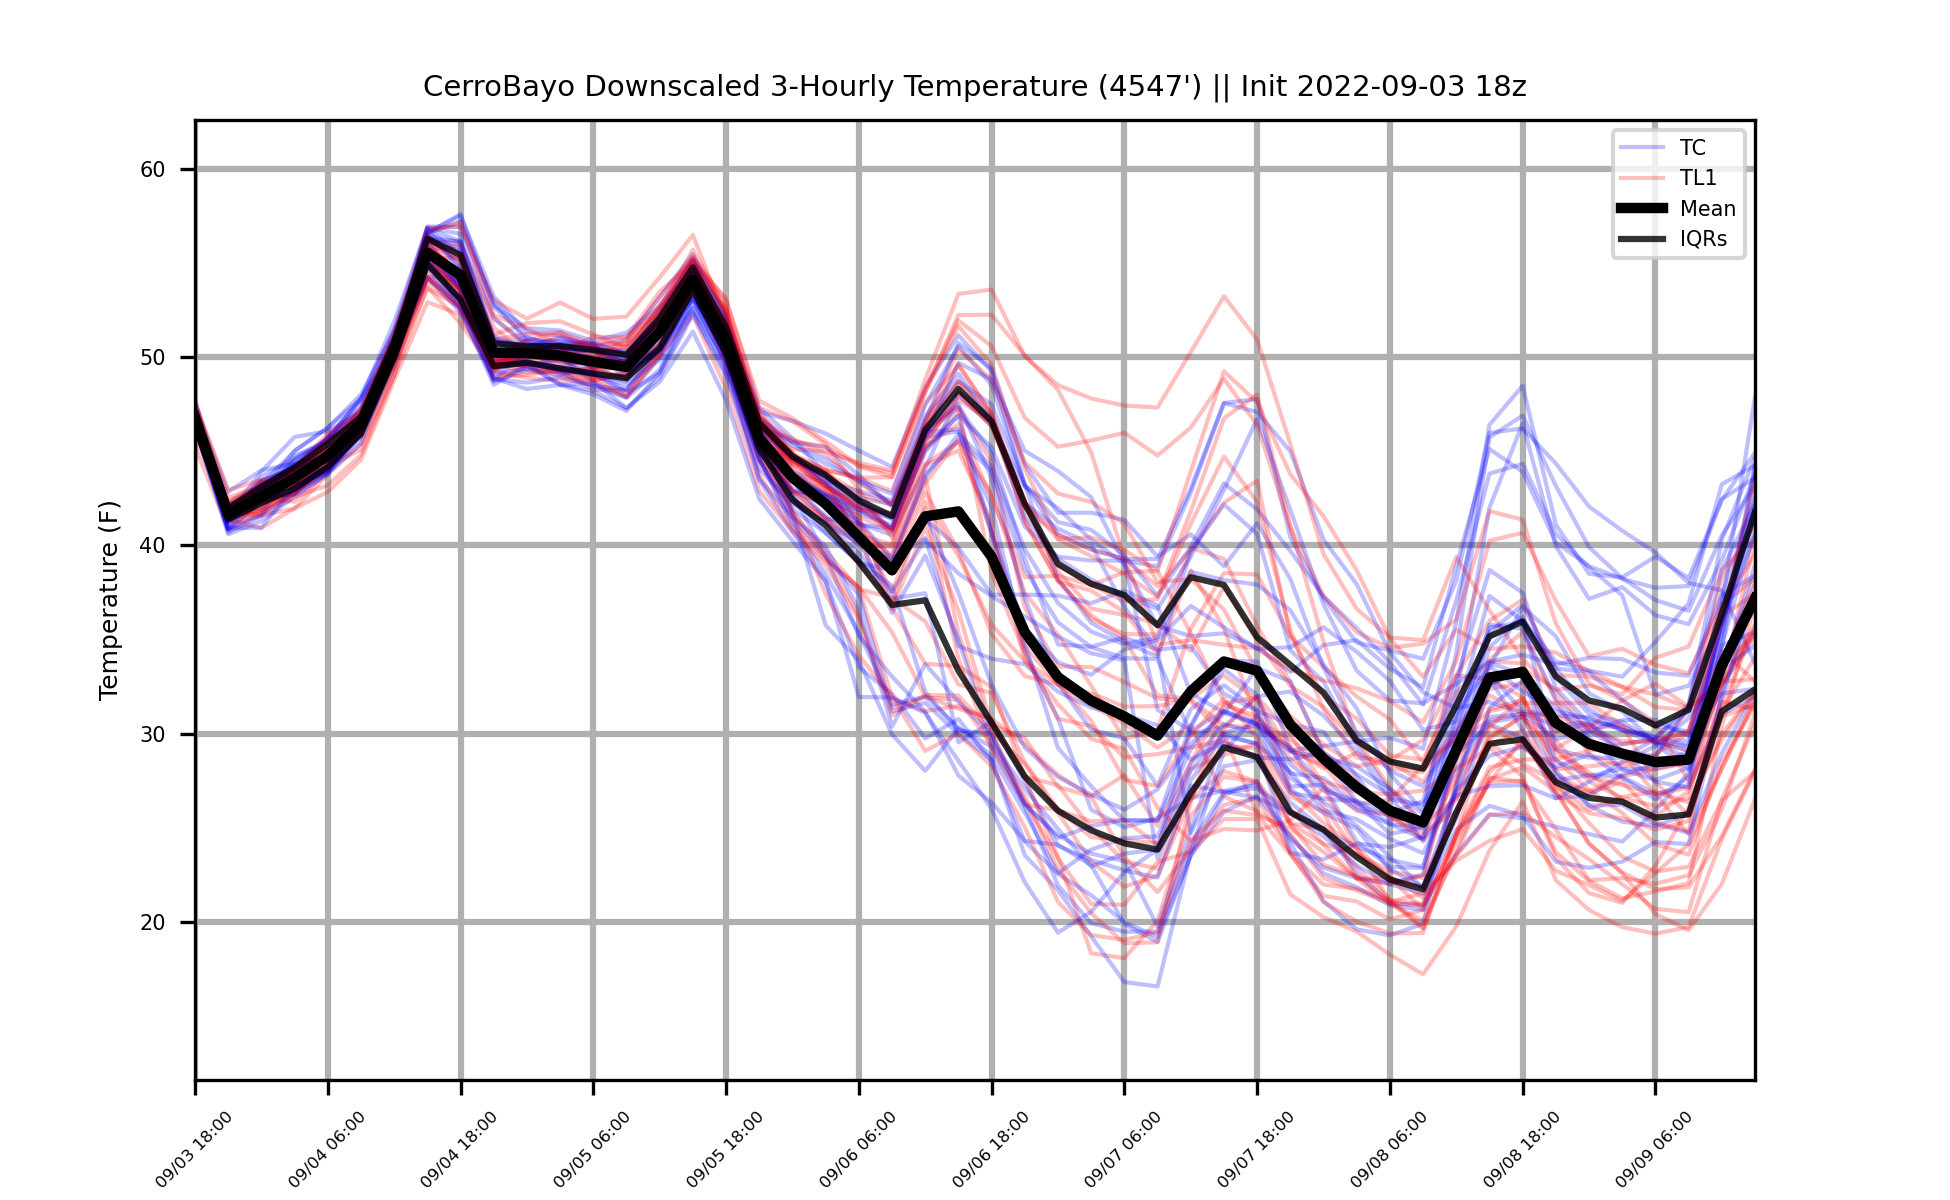 CerroBayo Downscaled 3-Hourly Temperature (4547') || Init 2022-09-03 18z
TC
TL1
Mean
IQRs
Temperature (F)
60
50
40
30
20
09/03 18:00
09/04 06:00
09/04 18:00
09/05 06:00
09/05 18:00
09/06 06:00
09/06 18:00
09/07 06:00
09/07 18:00
09/08 06:00
09/08 18:00
09/09 06:00